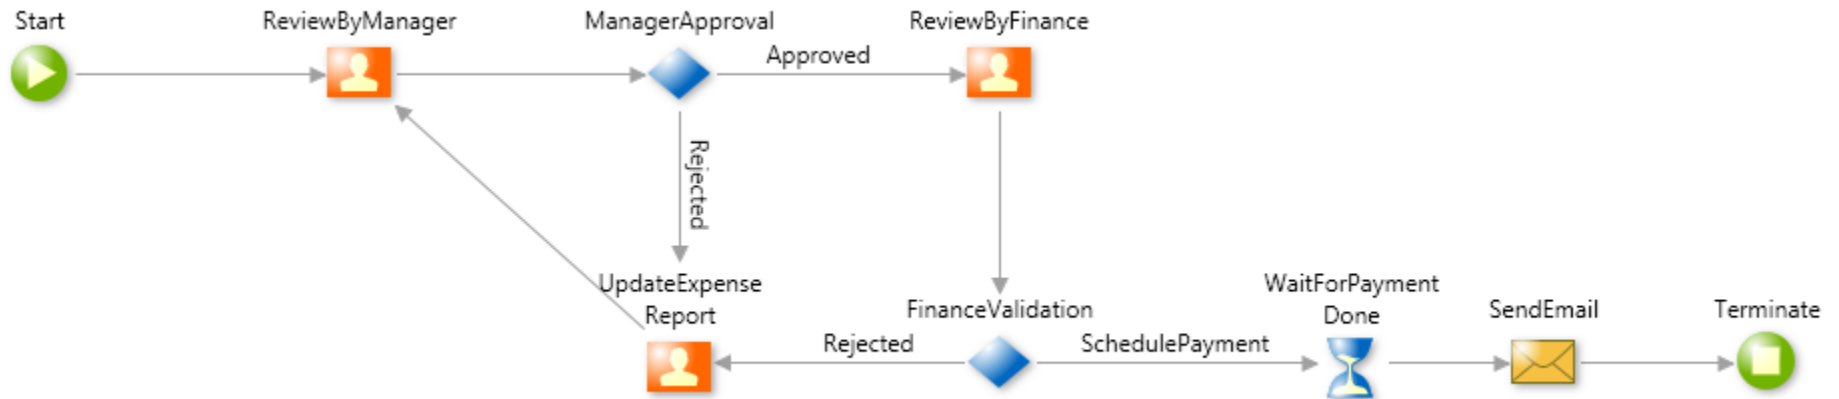 Start
ReviewByManager
ManagerApproval
ReviewByFinance
Approved
Rejected
UpdateExpense
Report
FinanceValidation
WaitForPayment
Done
SendEmail
Terminate
Rejected
SchedulePayment